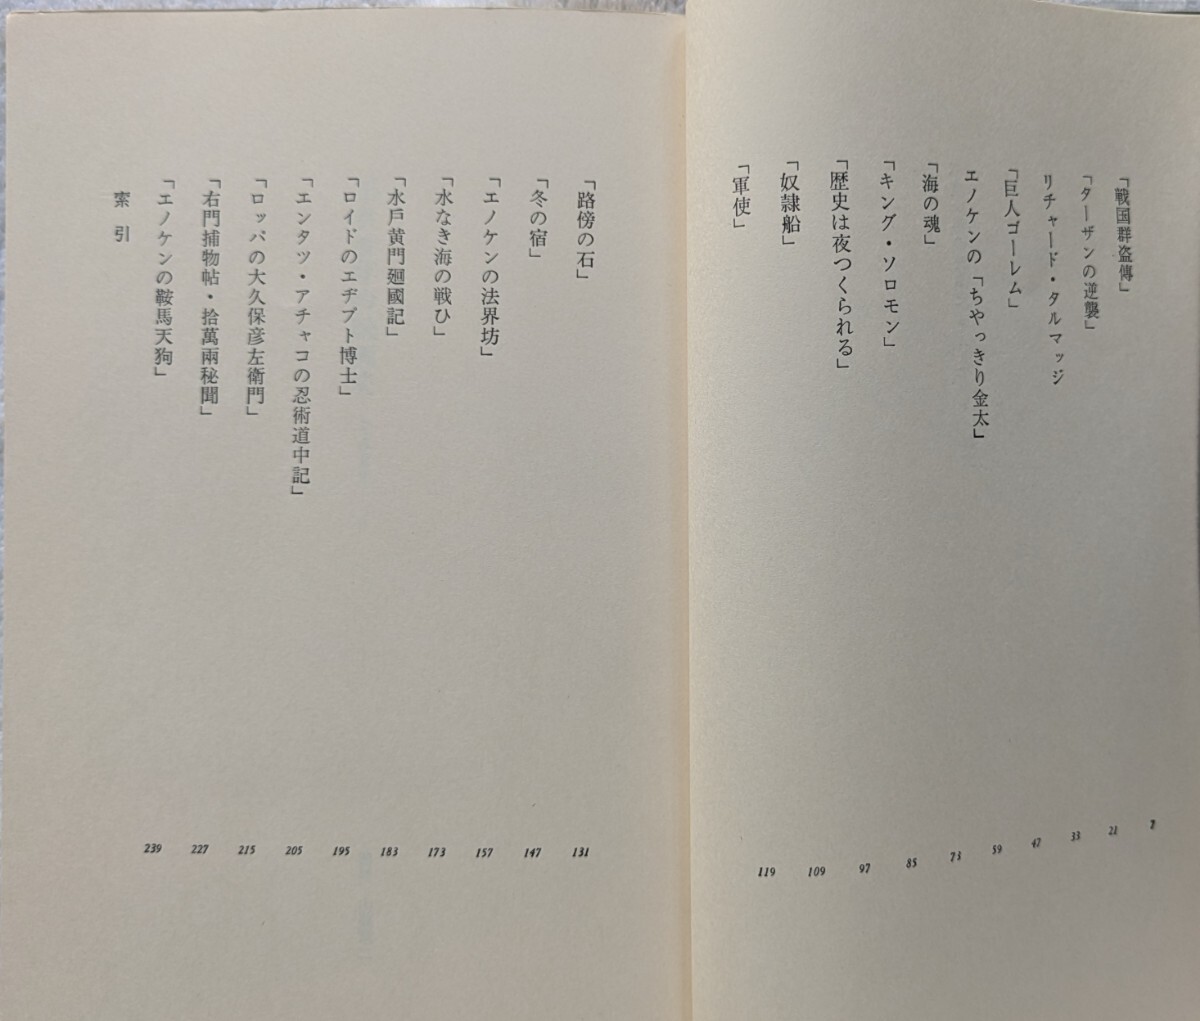 「戦国群盗傳」
「ターザンの逆襲」
リチャード・タルマッジ
「巨人ゴーレム」
エノケンの「ちやっきり金太」
「海の魂」
「キング・ソロモン」
「歴史は夜つくられる」
「奴隷船」
「軍使」
7
21
33
47
59
73
85
97
109
119
「路傍の石」
「冬の宿」
「エノケンの法界坊」
「水なき海の戦ひ」
「水戸黄門廻國記」
「ロイドのエヂプト博士」
「エンタツ・アチャコの忍術道中記」
「ロッパの大久保彦左衛門」
「右門捕物帖・拾萬兩秘聞」
「エノケンの鞍馬天狗」
索引
131
147
157
173
183
195
205
215
227
239